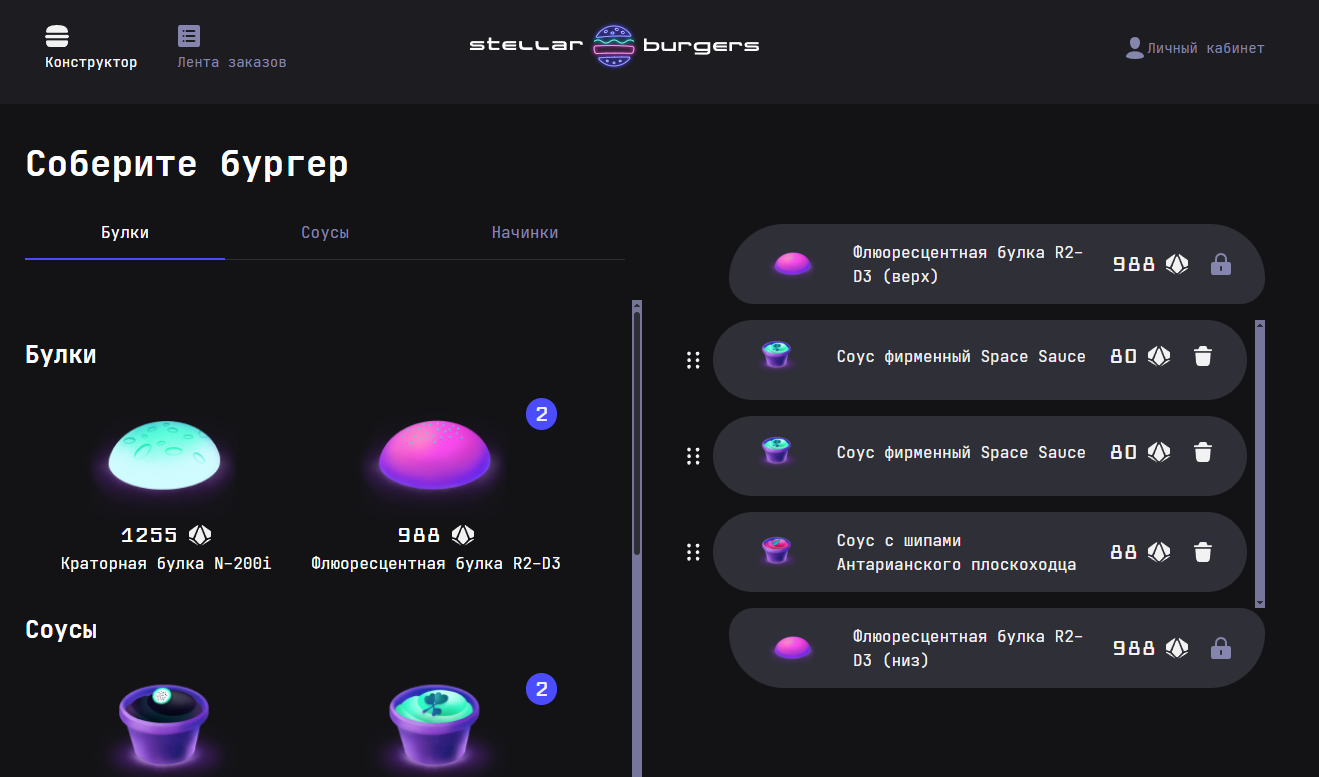 Конструктор
Лента заказов
stellar burgers
Личный кабинет
Соберите бургер
Булки
Соусы
Начинки
Булки
2
1255
988
Краторная булка N-200i
Флюоресцентная булка R2-D3
Соусы
2
Флюоресцентная булка R2-
D3 (верх)
988
Соус фирменный Space Sauce
80
Соус фирменный Space Sauce
80
Соус с шипами
Антарианского плоскоходца
88
Флюоресцентная булка R2-
D3 (низ)
988